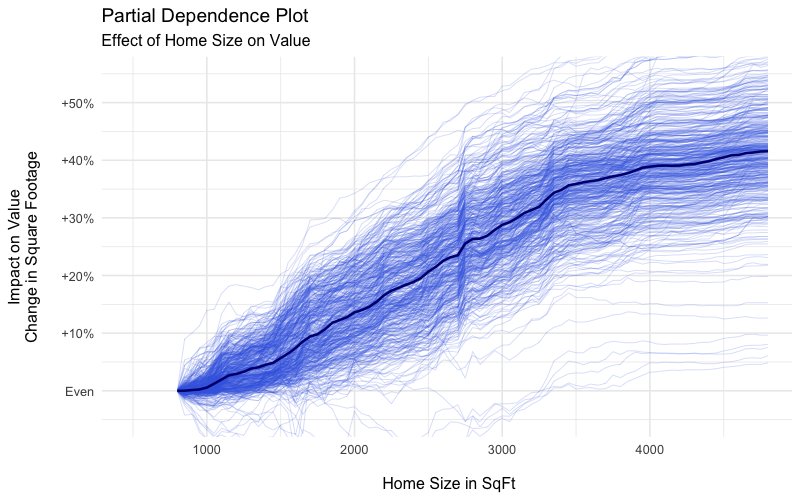 Partial Dependence Plot
Effect of Home Size on Value
Impact on Value
Change in Square Footage
+50%
+40%
+30%
+20%
+10%
Even
1000
2000
3000
4000
Home Size in SqFt